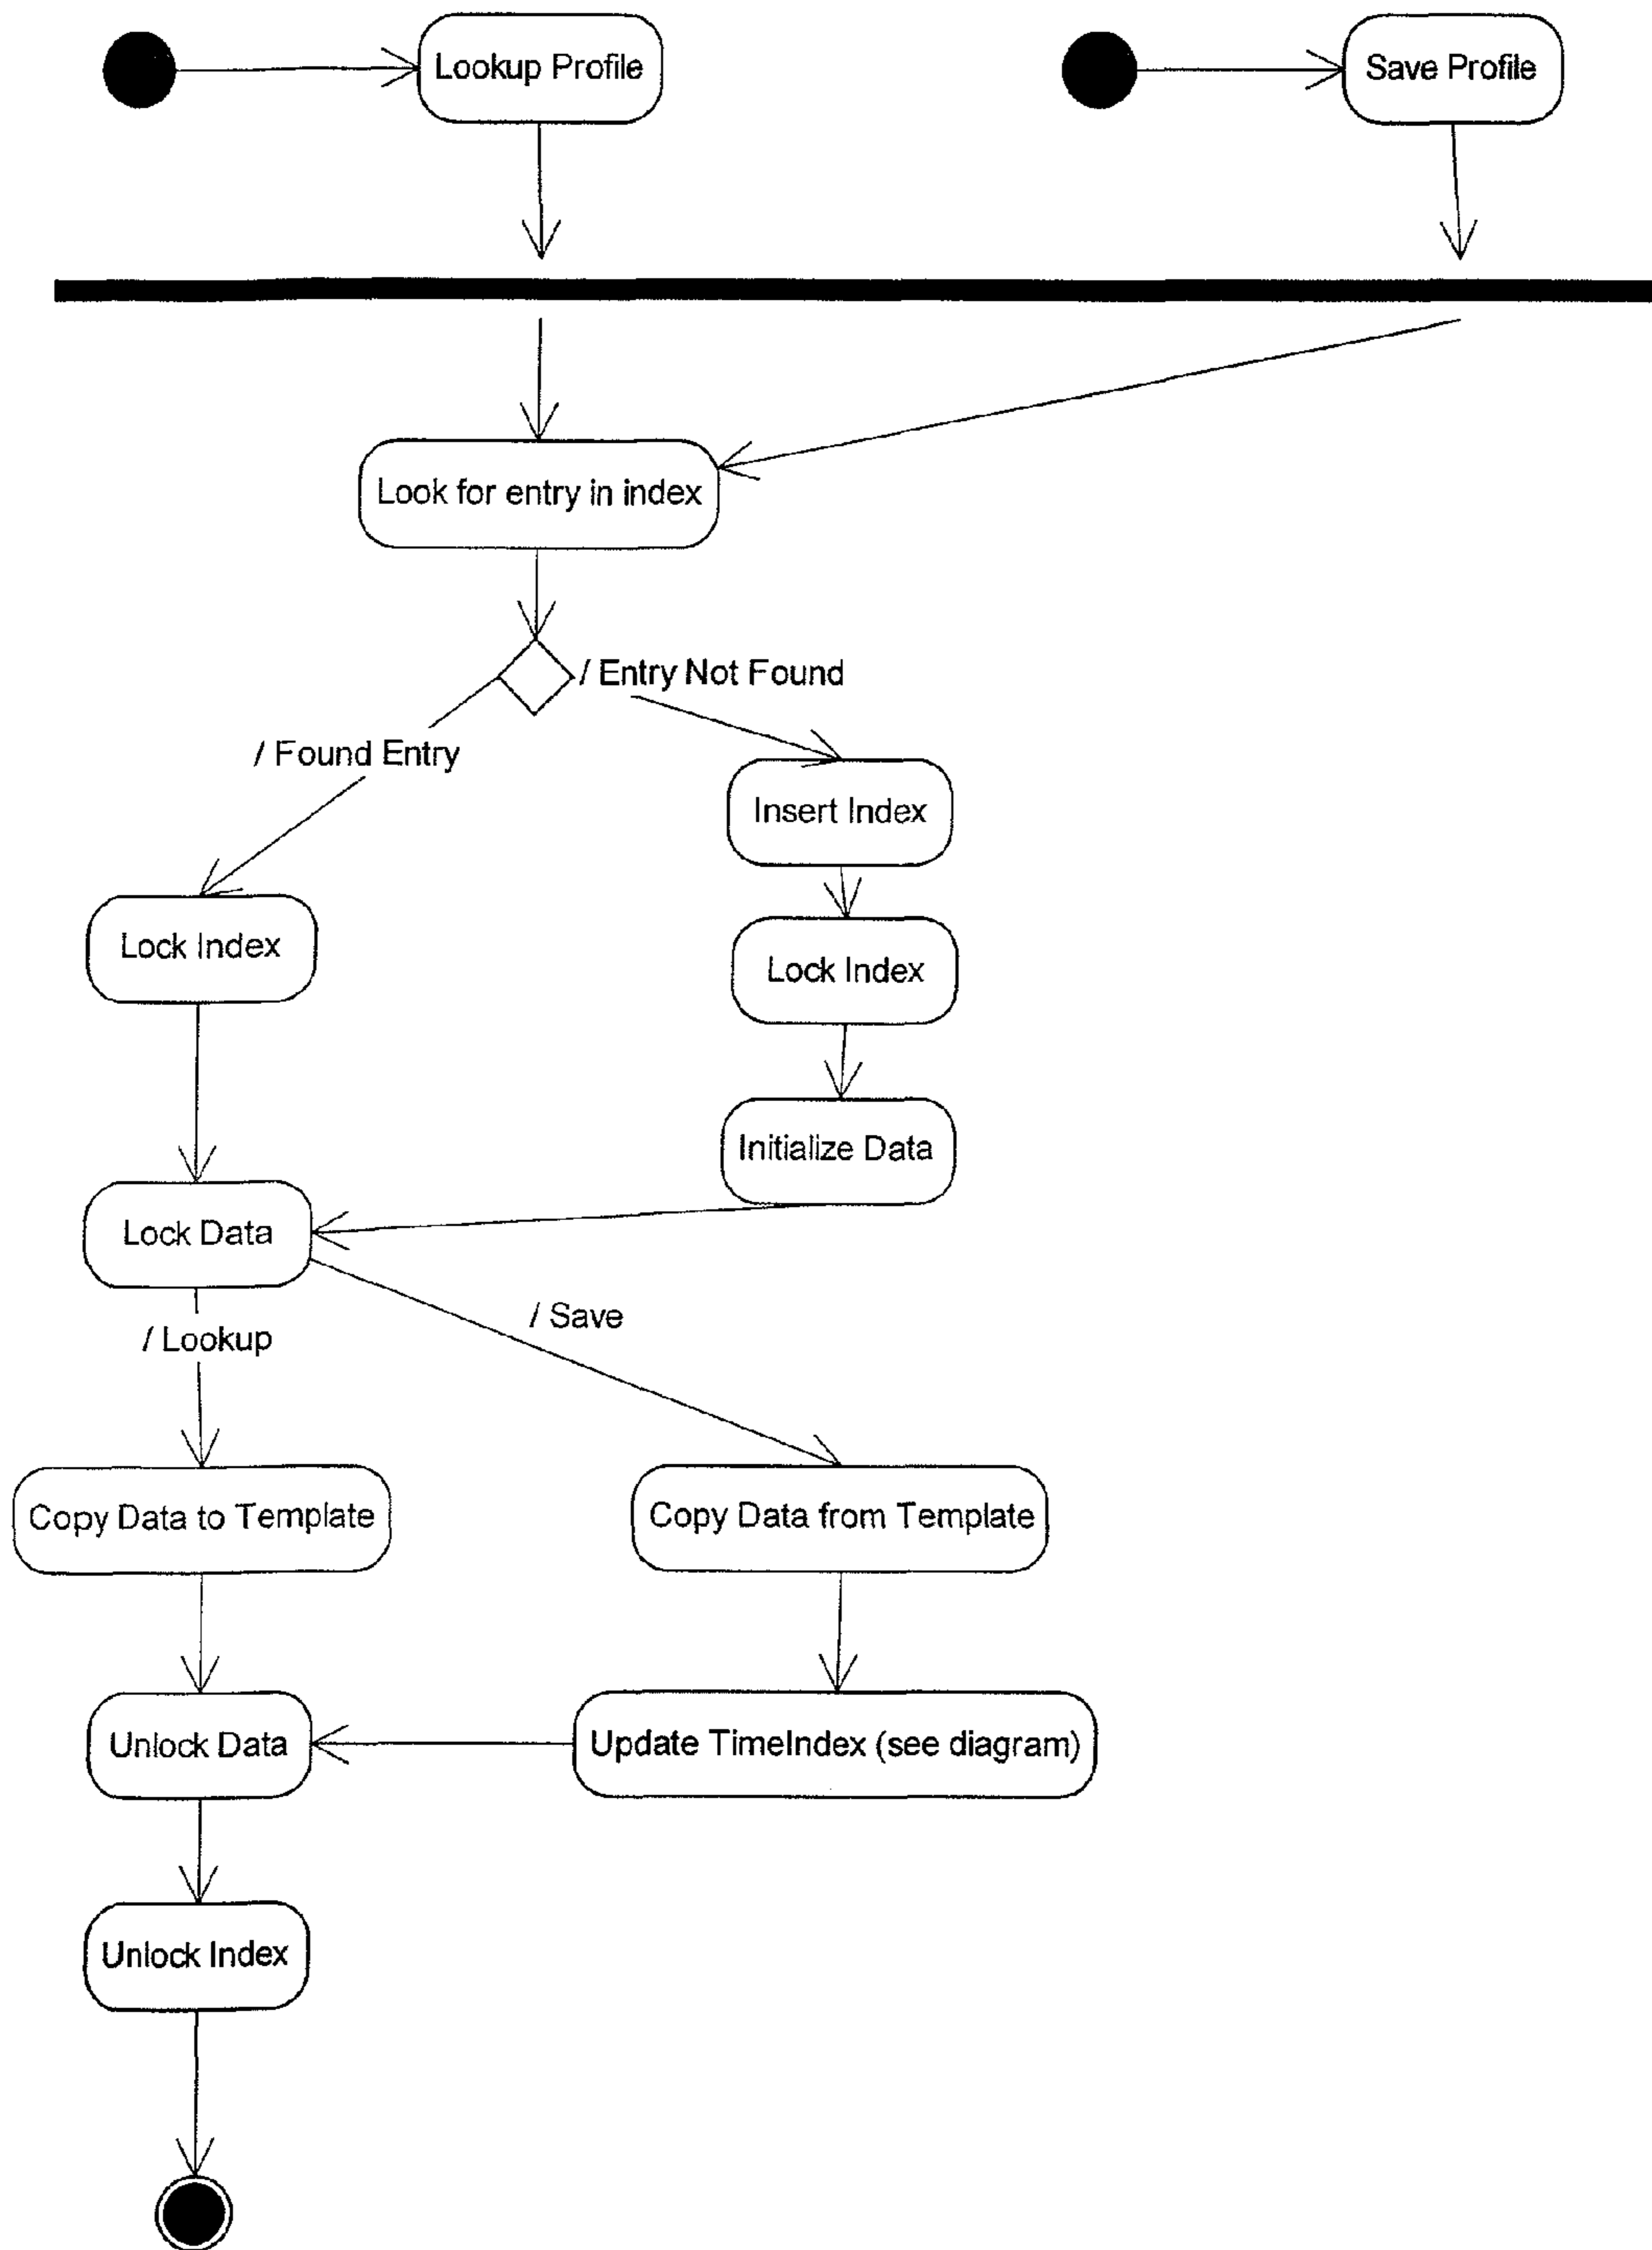 Lookup Profile
Save Profile
Look for entry in index
/ Entry Not Found
/ Found Entry
Insert Index
Lock Index
Lock Index
Initialize Data
Lock Data
/ Save
/ Lookup
Copy Data to Template
Copy Data from Template
Unlock Data
Update TimeIndex (see diagram)
Unlock Index